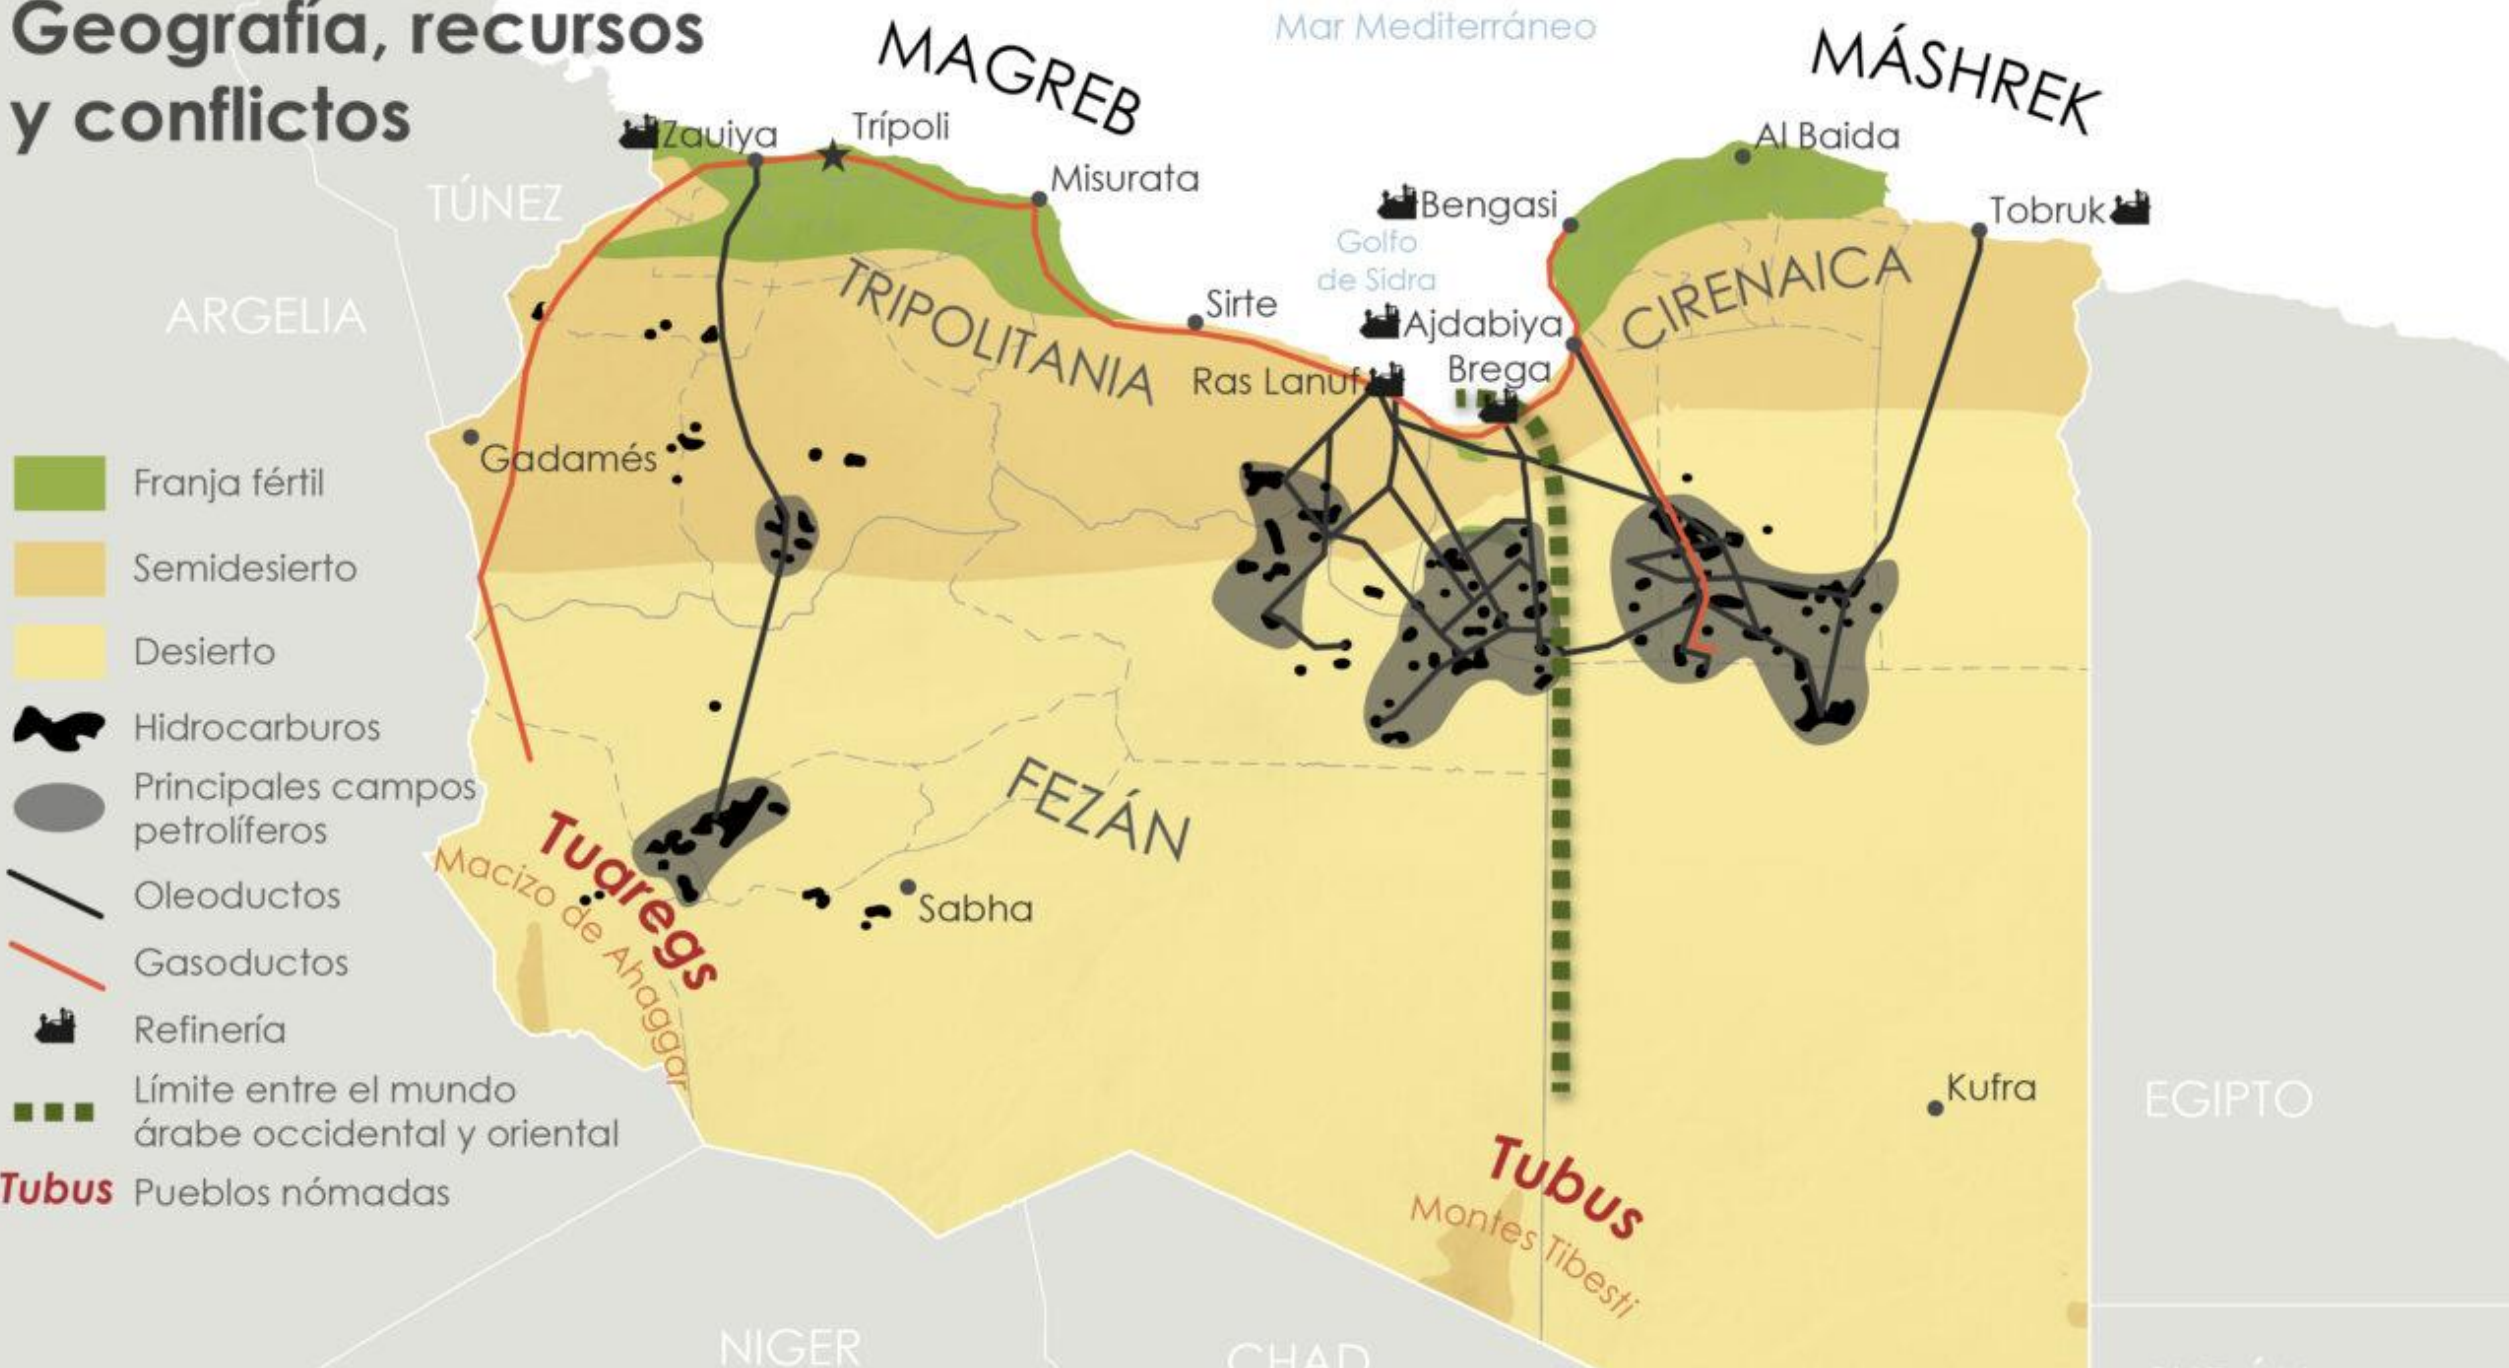 Geografía, recursos
y conflictos
Mar Mediterráneo
MAGREB
MÁSHREK
Zauiya
Trípoli
Misurata
Al Baida
Bengasi
Tobruk
TÚNEZ
Golfo
de Sidra
ARGELIA
TRIPOLITANIA
CIRENAICA
Sirte
Ajdabiya
Ras Lanuf
Brega
Gadamés
Franja fértil
Semidesierto
Desierto
Hidrocarburos
Principales campos
petrolíferos
Oleoductos
Gasoductos
Refinería
Límite entre el mundo
árabe occidental y oriental
Tubus
Pueblos nómadas
FEZÁN
Tuaregs
Macizo de Ahaggar
Sabha
Kufra
EGIPTO
Tubus
Montes Tibesti
NIGER
CHAD